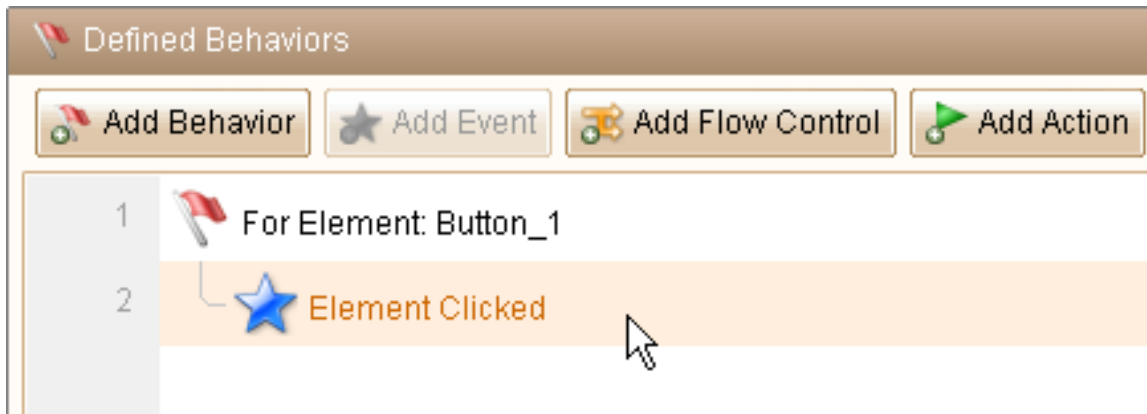 Defined Behaviors
Add Behavior Add Event Add Flow Control Add Action
1 For Element: Button_1
2 Element Clicked